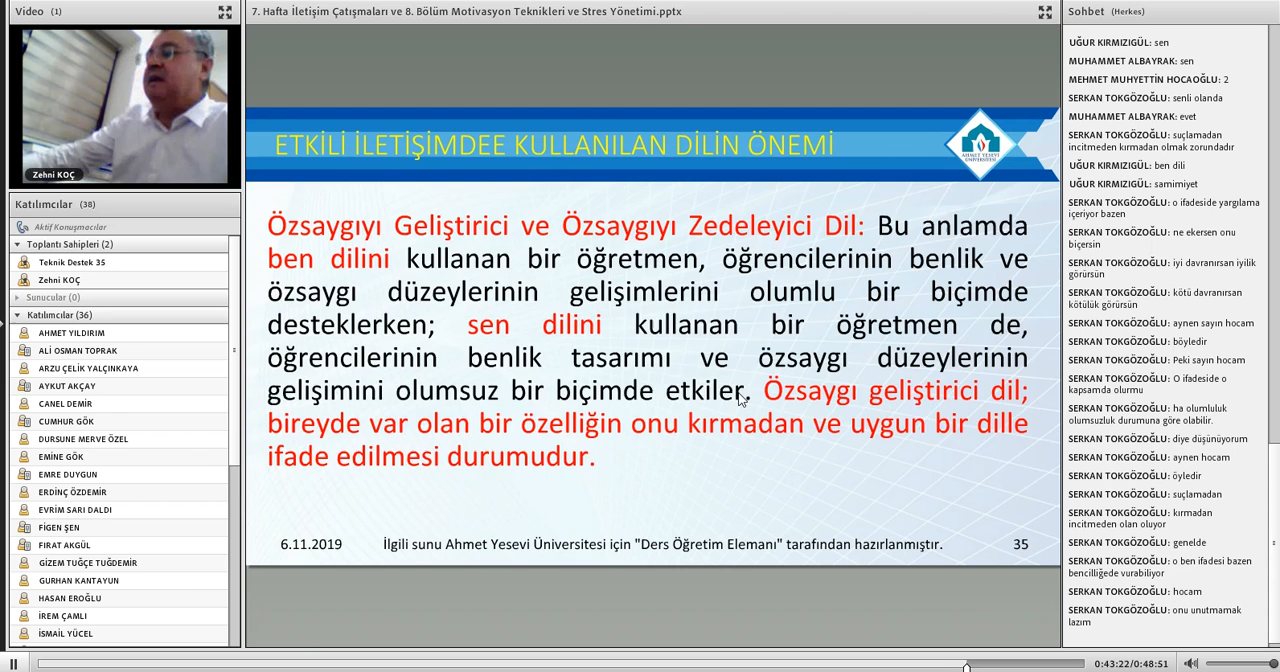 Video (1)
Zehni KOÇ
Katılımcılar (38)
Aktif Konuşmacılar
Toplantı Sahipleri (2)
Teknik Destek 35
Zehni KOÇ
Sunucular (0)
Katılımcılar (36)
AHMET YILDIRIM
ALİ OSMAN TOPRAK
ARZU ÇELİK YALÇINKAYA
AYKUT AKÇAY
CANEL DEMİR
CUMHUR GÖK
DURSUNE MERVE ÖZEL
EMİNE GÖK
EMRE DUYGUN
ERDİNÇ ÖZDEMİR
EVRİM SARI DALDI
FİGEN ŞEN
FIRAT AKGÜL
GİZEM TUĞÇE TUĞDEMİR
GURHAN KANTAYUN
HASAN EROĞLU
İREM ÇAMLI
İSMAİL YÜCEL
7. Hafta İletişim Çatışmaları ve 8. Bölüm Motivasyon Teknikleri ve Stres Yönetimi.pptx
ETKİLİ İLETİŞİMDEE KULLANILAN DİLİN ÖNEMİ
AHMET YESEVİ
ÜNİVERSİTESİ
Özsaygıyı Geliştirici ve Özsaygıyı Zedeleyici Dil: Bu anlamda
ben dilini kullanan bir öğretmen, öğrencilerinin benlik ve
özsaygı düzeylerinin gelişimlerini olumlu bir biçimde
desteklerken; sen dilini kullanan bir öğretmen de,
öğrencilerinin benlik tasarımı ve özsaygı düzeylerinin
gelişimini olumsuz bir biçimde etkiler. Özsaygı geliştirici dil;
bireyde var olan bir özelliğin onu kırmadan ve uygun bir dille
ifade edilmesi durumudur.
6.11.2019
İlgili sunu Ahmet Yesevi Üniversitesi için "Ders Öğretim Elemanı" tarafından hazırlanmıştır.
35
Sohbet (Herkes)
UĞUR KIRMIZIGÜL: sen
MUHAMMET ALBAYRAK: sen
MEHMET MUHYETTİN HOCAOĞLU: 2
SERKAN TOKGÖZOĞLU: senli olanda
MUHAMMET ALBAYRAK: evet
SERKAN TOKGÖZOĞLU: suçlamadan
incitmeden kırmadan olmak zorundadır
UĞUR KIRMIZIGÜL: ben dili
UĞUR KIRMIZIGÜL: samimiyet
SERKAN TOKGÖZOĞLU: o ifadeside yargılama
içeriyor bazen
SERKAN TOKGÖZOĞLU: ne ekersen onu
biçersin
SERKAN TOKGÖZOĞLU: iyi davranırsan iyilik
görürsün
SERKAN TOKGÖZOĞLU: kötü davranırsan
kötülük görürsün
SERKAN TOKGÖZOĞLU: aynen sayın hocam
SERKAN TOKGÖZOĞLU: böyledir
SERKAN TOKGÖZOĞLU: Peki sayın hocam
SERKAN TOKGÖZOĞLU: O ifadeside o
kapsamda olurmu
SERKAN TOKGÖZOĞLU: ha olumluluk
olumsuzluk durumuna göre olabilir.
SERKAN TOKGÖZOĞLU: diye düşünüyorum
SERKAN TOKGÖZOĞLU: aynen hocam
SERKAN TOKGÖZOĞLU: öyledir
SERKAN TOKGÖZOĞLU: suçlamadan
SERKAN TOKGÖZOĞLU: kırmadan
incitmeden olan oluyor
SERKAN TOKGÖZOĞLU: genelde
SERKAN TOKGÖZOĞLU: o ben ifadesi bazen
bencilliğede vurabiliyor
SERKAN TOKGÖZOĞLU: hocam
SERKAN TOKGÖZOĞLU: onu unutmamak
lazım
0:43:22/0:48:51